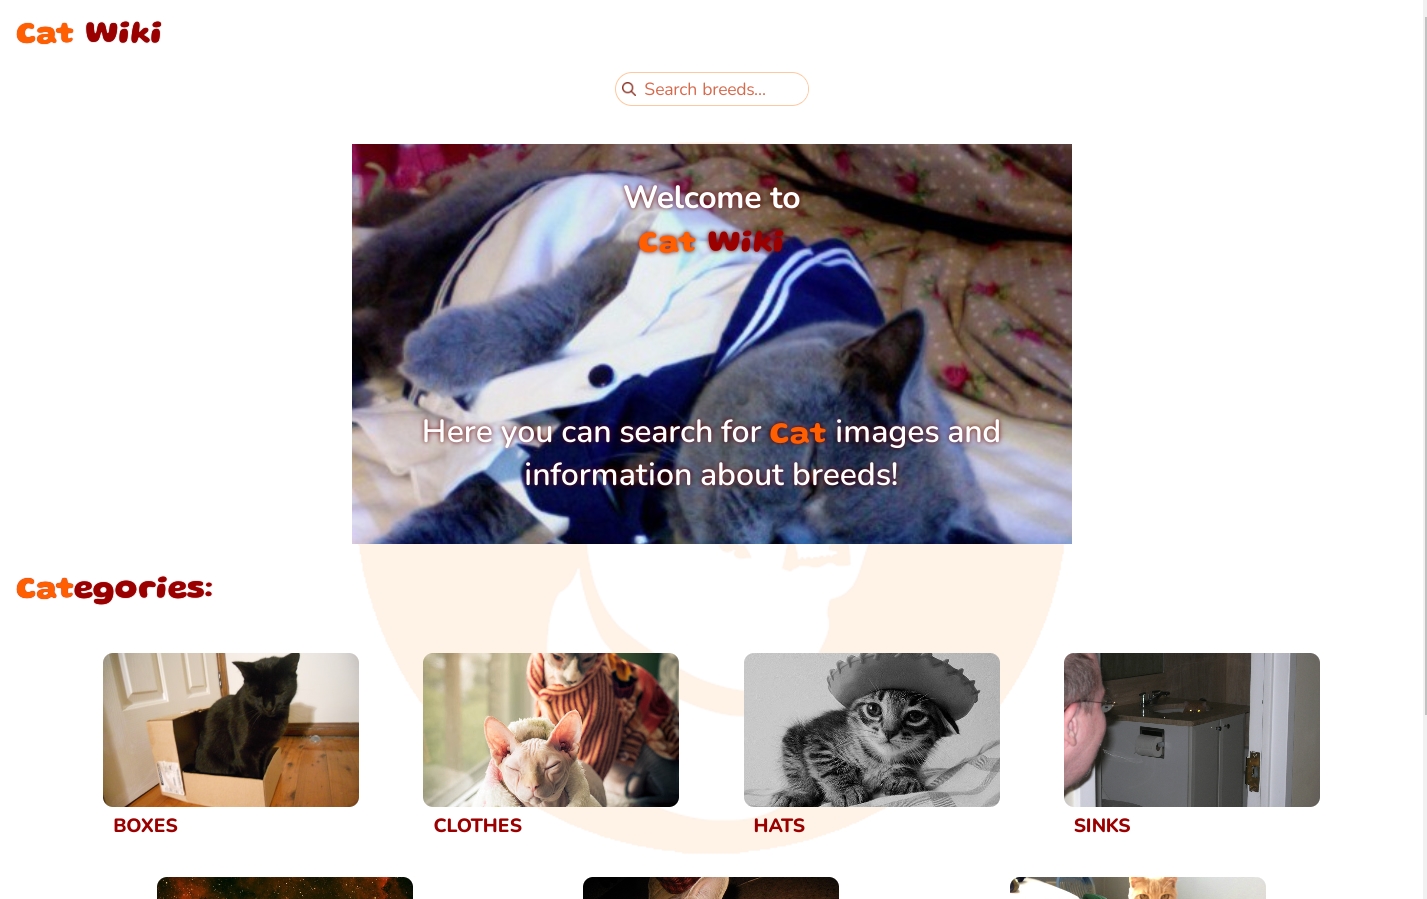 Cat Wiki
Search breeds...
Welcome to
Cat Wiki
Here you can search for Cat images and
information about breeds!
Categories:
BOXES
CLOTHES
HATS
SINKS